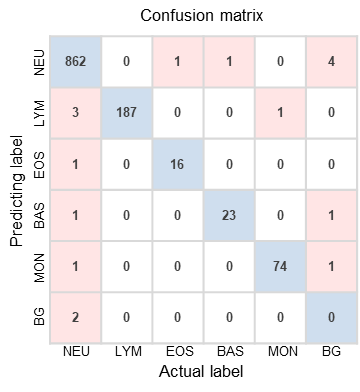 Confusion matrix
Predicting label
NEU 862 0 1 1 0 4
LYM 3 187 0 0 1 0
EOS 1 0 16 0 0 0
BAS 1 0 0 23 0 1
MON 1 0 0 0 74 1
BG 2 0 0 0 0 0
NEU LYM EOS BAS MON BG
Actual label